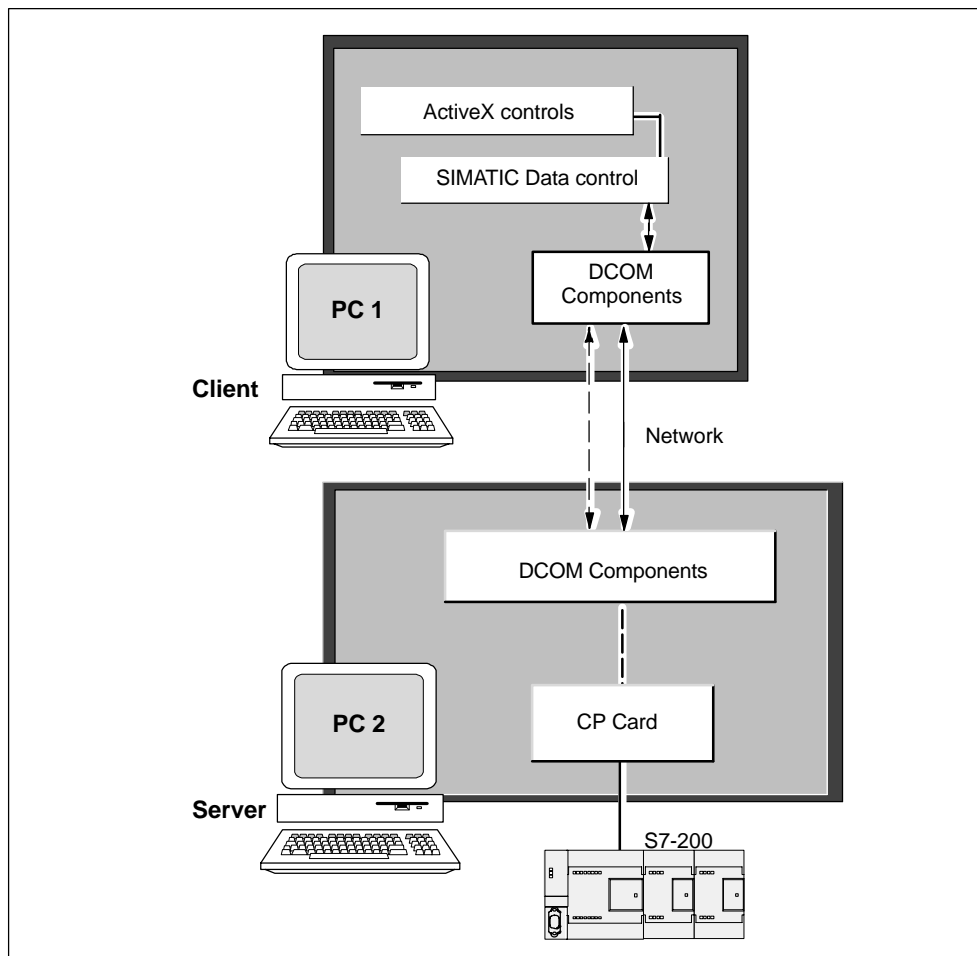 ActiveX controls
SIMATIC Data control
DCOM
Components
PC 1
Client
Network
DCOM Components
CP Card
PC 2
Server
S7-200